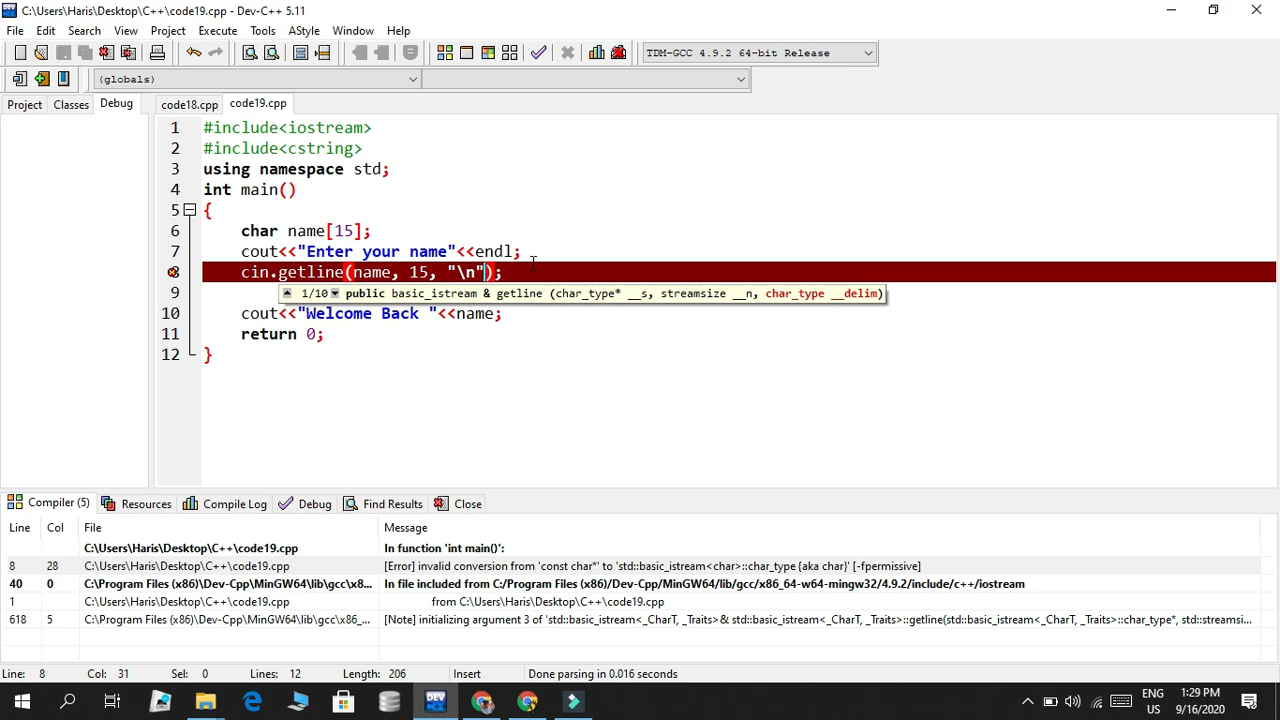 C:\Users\Haris\Desktop\C++\code19.cpp - Dev-C++ 5.11
File Edit Search View Project Execute Tools AStyle Window Help
TDM-GCC 4.9.2 64-bit Release
(globals)
Project Classes Debug code18.cpp code19.cpp
1 #include<iostream>
2 #include<cstring>
3 using namespace std;
4 int main()
5 {
6 char name[15];
7 cout<<"Enter your name"<<endl;
cin.getline(name, 15, "\n");
9 1/10 public basic_istream & getline (char_type* __s, streamsize __n, char_type __delim)
10 cout<<"Welcome Back "<<name;
11 return 0;
12 }
Compiler (5) Resources Compile Log Debug Find Results Close
Line Col File Message
C:\Users\Haris\Desktop\C++\code19.cpp In function 'int main()':
8 28 C:\Users\Haris\Desktop\C++\code19.cpp [Error] invalid conversion from 'const char*' to 'std::basic_istream<char>::char_type {aka char}' [-fpermissive]
40 0 C:\Program Files (x86)\Dev-Cpp\MinGW64\lib\gcc\x8... In file included from C:/Program Files (x86)/Dev-Cpp/MinGW64/lib/gcc/x86_64-w64-mingw32/4.9.2/include/c++/iostream
1 C:\Users\Haris\Desktop\C++\code19.cpp from C:\Users\Haris\Desktop\C++\code19.cpp
618 5 C:\Program Files (x86)\Dev-Cpp\MinGW64\lib\gcc\x86_... [Note] initializing argument 3 of 'std::basic_istream<_CharT, _Traits>& std::basic_istream<_CharT, _Traits>::getline(std::basic_istream<_CharT, _Traits>::char_type*, std::streamsi...
Line: 8 Col: 31 Sel: 0 Lines: 12 Length: 206 Insert Done parsing in 0.016 seconds
ENG 1:29 PM
US 9/16/2020